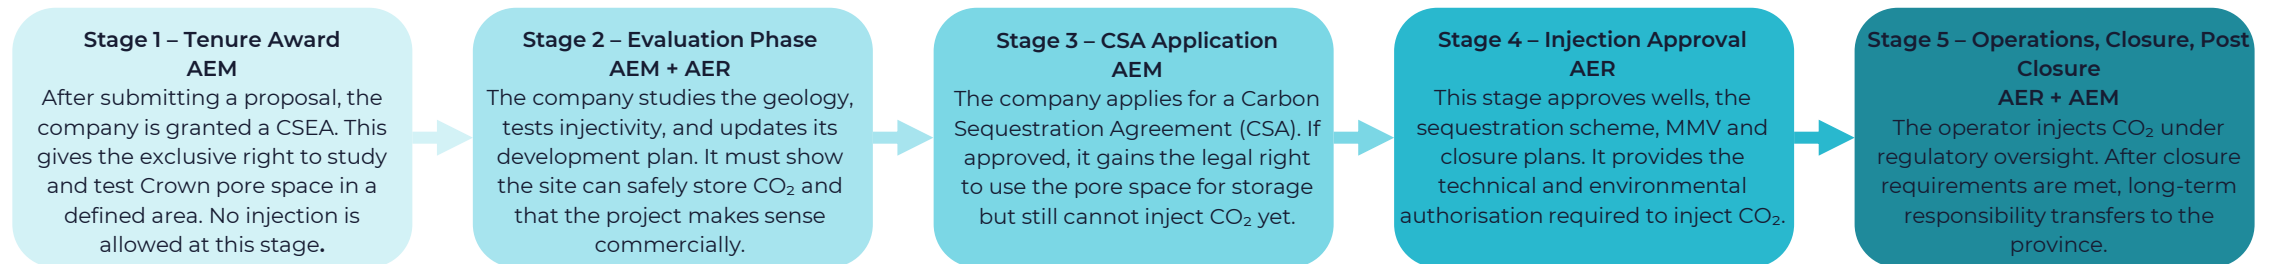 Stage 1 – Tenure Award
AEM
After submitting a proposal, the
company is granted a CSEA. This
gives the exclusive right to study
and test Crown pore space in a
defined area. No injection is
allowed at this stage.
Stage 2 – Evaluation Phase
AEM + AER
The company studies the geology,
tests injectivity, and updates its
development plan. It must show
the site can safely store CO₂ and
that the project makes sense
commercially.
Stage 3 – CSA Application
AEM
The company applies for a Carbon
Sequestration Agreement (CSA). If
approved, it gains the legal right
to use the pore space for storage
but still cannot inject CO₂ yet.
Stage 4 – Injection Approval
AER
This stage approves wells, the
sequestration scheme, MMV and
closure plans. It provides the
technical and environmental
authorisation required to inject CO₂.
Stage 5 – Operations, Closure, Post
Closure
AER + AEM
The operator injects CO₂ under
regulatory oversight. After closure
requirements are met, long-term
responsibility transfers to the
province.